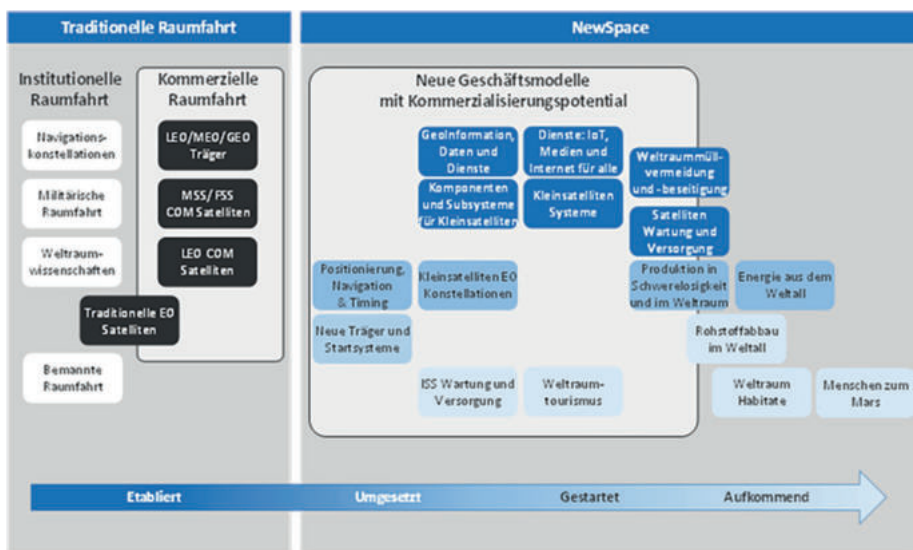 Traditionelle Raumfahrt
NewSpace
Institutionelle
Raumfahrt
Kommerzielle
Raumfahrt
Neue Geschäftsmodelle
mit Kommerzialisierungspotential
Navigations-
konstellationen
LEO/MEO/GEO
Träger
GeoInformation,
Daten und
Dienste
Dienste: IoT,
Medien und
Internet für alle
Weltraummüll-
vermeidung
und -beseitigung
Militärische
Raumfahrt
MSS/FSS
COM Satelliten
Komponenten
und Subsysteme
für Kleinsatelliten
Kleinsatelliten
Systeme
Satelliten
Wartung und
Versorgung
Weltraum-
wissenschaften
LEO COM
Satelliten
Positionierung,
Navigation
& Timing
Kleinsatelliten EO
Konstellationen
Produktion in
Schwerelosigkeit
und im Weltraum
Energie aus dem
Weltall
Traditionelle EO
Satelliten
Neue Träger und
Startsysteme
Rohstoffabbau
im Weltall
Bemannte
Raumfahrt
ISS Wartung und
Versorgung
Weltraum-
tourismus
Weltraum
Habitate
Menschen zum
Mars
Etabliert
Umgesetzt
Gestartet
Aufkommend